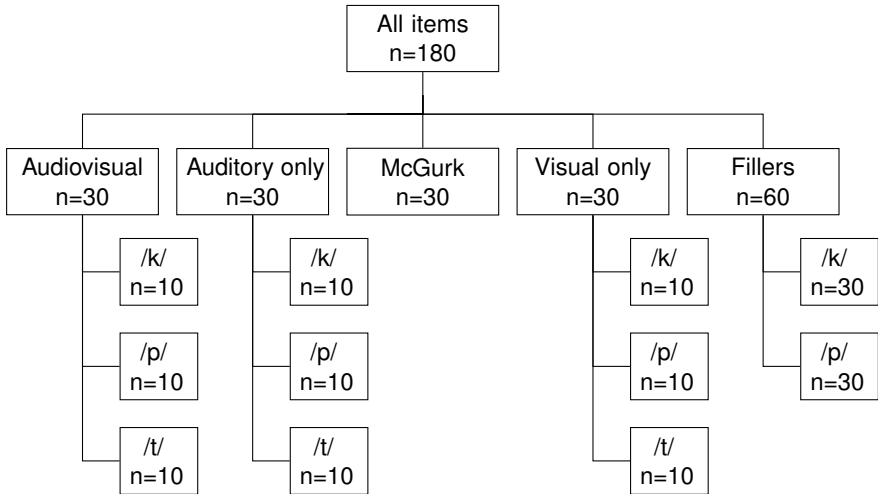 All items
n=180
Audiovisual
n=30
Auditory only
n=30
McGurk
n=30
Visual only
n=30
Fillers
n=60
/k/
n=10
/k/
n=10
/k/
n=10
/k/
n=30
/p/
n=10
/p/
n=10
/p/
n=10
/p/
n=30
/t/
n=10
/t/
n=10
/t/
n=10